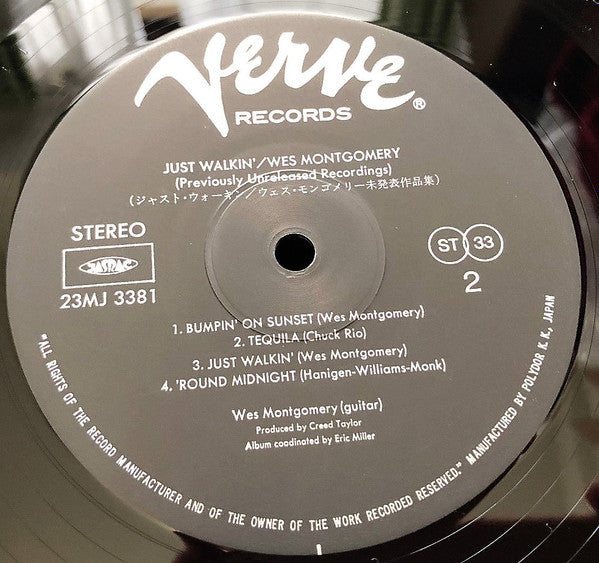 Verve®
RECORDS
JUST WALKIN'/WES MONTGOMERY
(Previously Unreleased Recordings)
(ジャスト・ウォーキン/ウェス・モンゴメリー未発表作品集)
STEREO
JASRAC
23MJ 3381
ST 33
2
1. BUMPIN' ON SUNSET (Wes Montgomery)
2. TEQUILA (Chuck Rio)
3. JUST WALKIN' (Wes Montgomery)
4. 'ROUND MIDNIGHT (Hanigen-Williams-Monk)
Wes Montgomery (guitar)
Produced by Creed Taylor
Album coodinated by Eric Miller
"ALL RIGHTS OF THE RECORD MANUFACTURER AND OF THE OWNER OF THE WORK RECORDED RESERVED." MANUFACTURED BY POLYDOR K. K., JAPAN